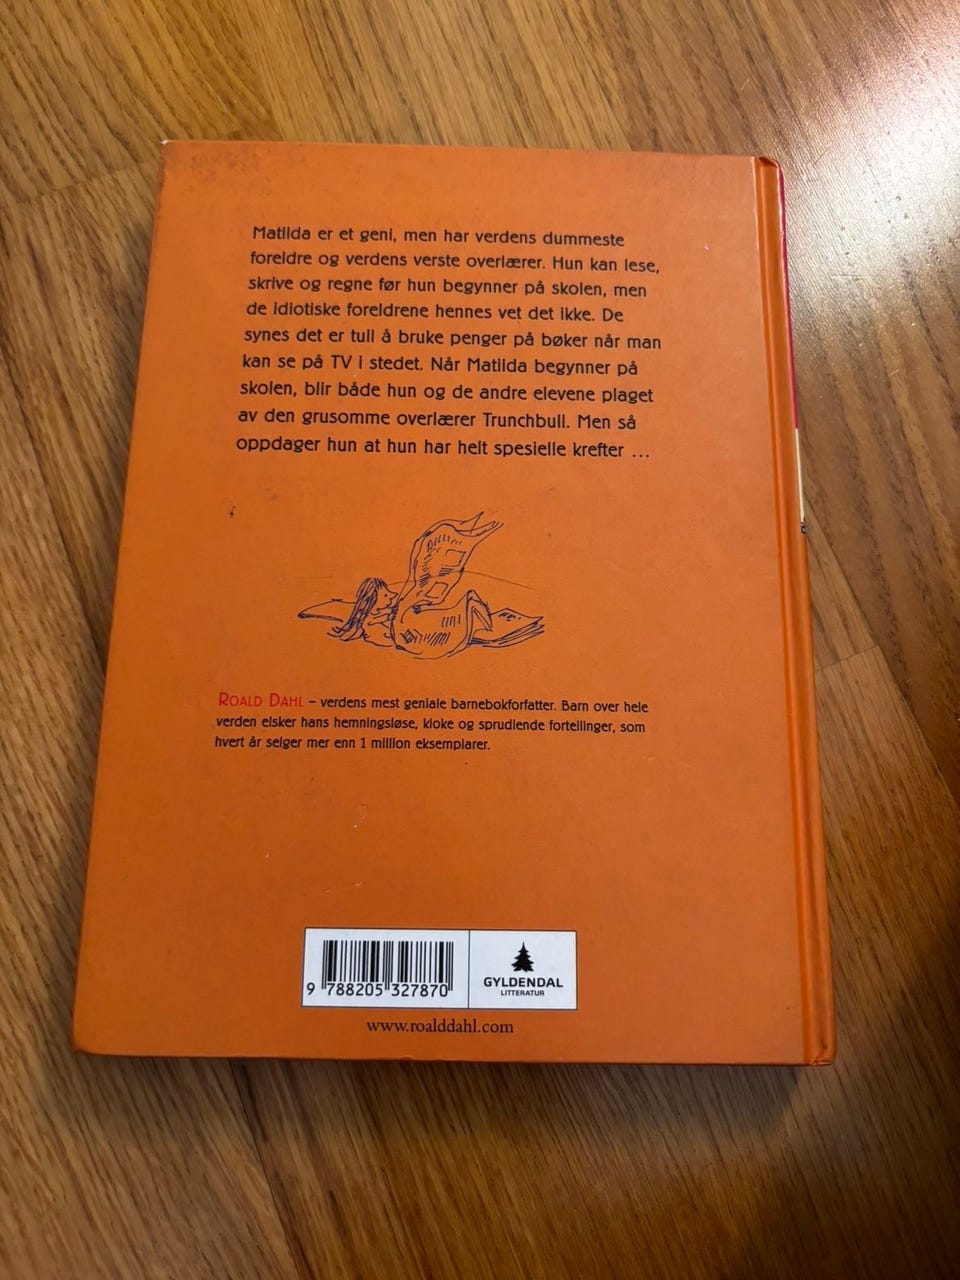 Matilda er et geni, men har verdens dummeste
foreldre og verdens verste overlærer. Hun kan lese,
skrive og regne før hun begynner på skolen, men
de idiotiske foreldrene hennes vet det ikke. De
synes det er tull å bruke penger på bøker når man
kan se på TV i stedet. Når Matilda begynner på
skolen, blir både hun og de andre elevene plaget
av den grusomme overlærer Trunchbull. Men så
oppdager hun at hun har helt spesielle krefter ...
ROALD DAHL – verdens mest geniale barnebokforfatter. Barn over hele
verden elsker hans hemningsløse, kloke og sprudlende fortellinger, som
hvert år selger mer enn 1 million eksemplarer.
9 788205 327870
GYLDENDAL
LITTERATUR
www.roalddahl.com